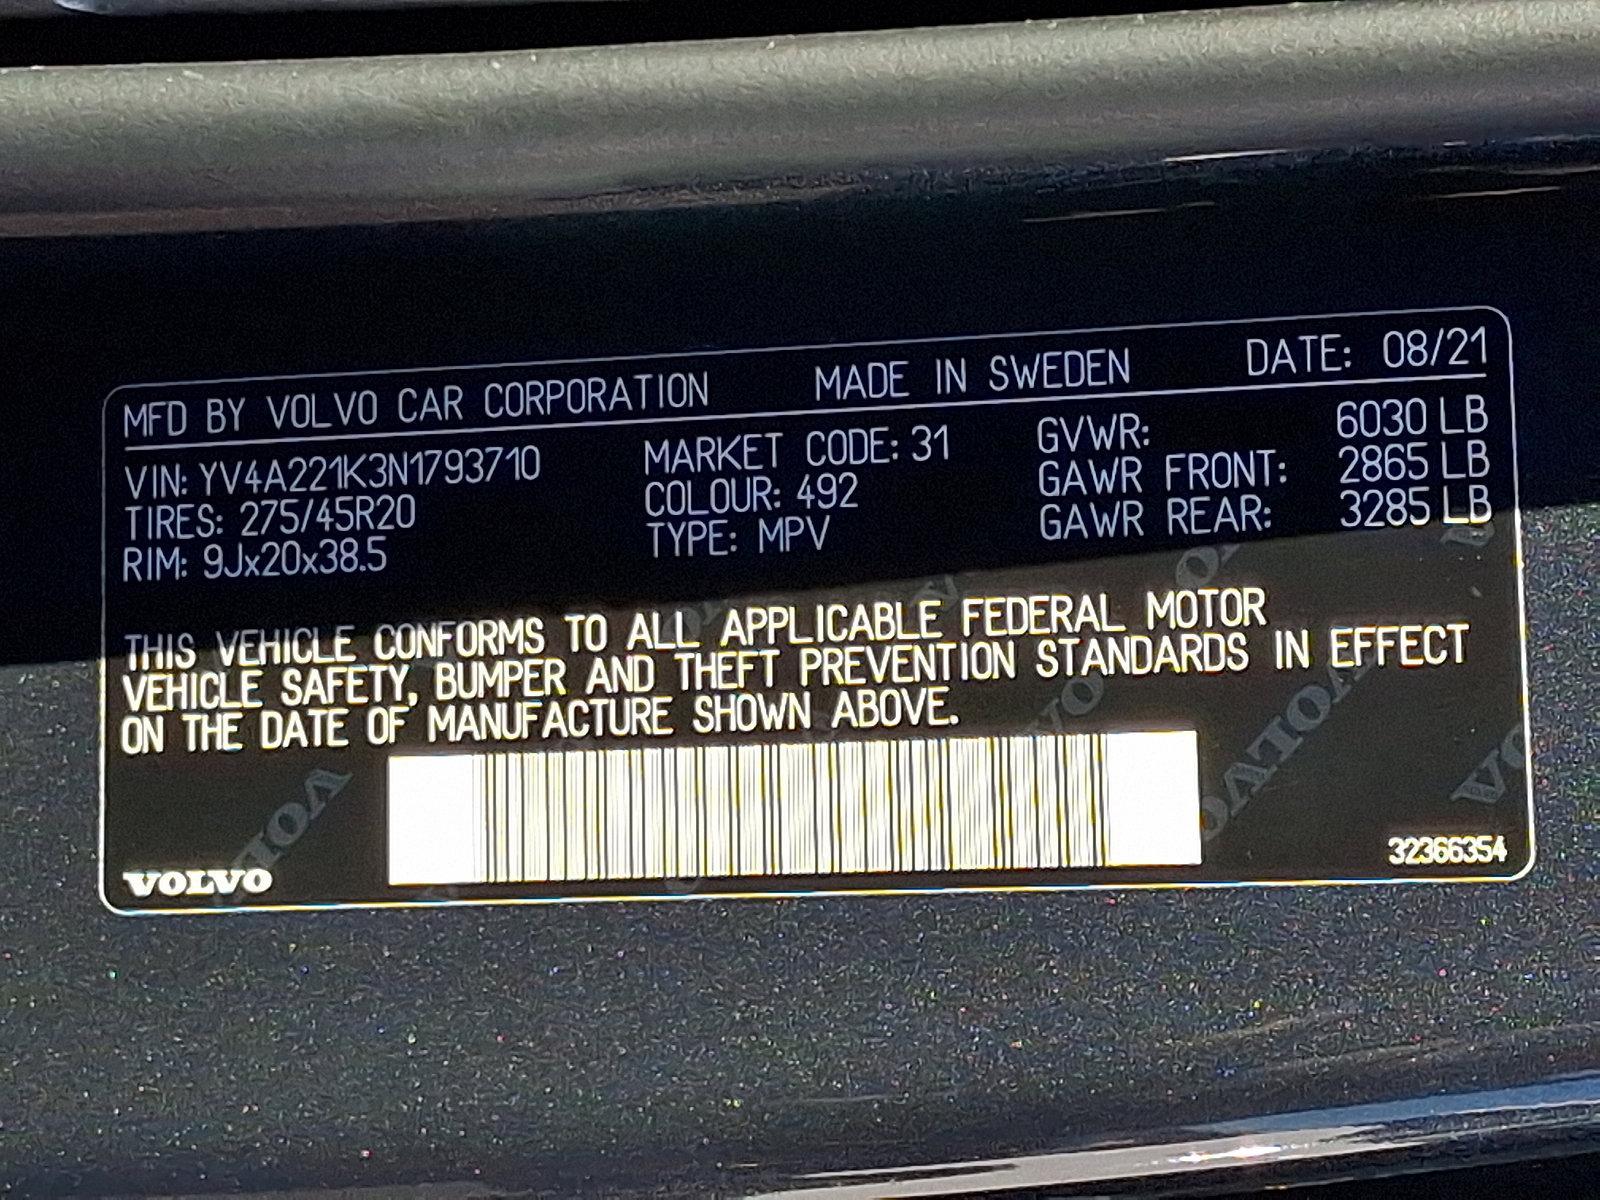 MFD BY VOLVO CAR CORPORATION MADE IN SWEDEN DATE: 08/21
VIN: YV4A221K3N1793710 MARKET CODE: 31 GVWR: 6030 LB
TIRES: 275/45R20 COLOUR: 492 GAWR FRONT: 2865 LB
RIM: 9Jx20x38.5 TYPE: MPV GAWR REAR: 3285 LB
THIS VEHICLE CONFORMS TO ALL APPLICABLE FEDERAL MOTOR
VEHICLE SAFETY, BUMPER AND THEFT PREVENTION STANDARDS IN EFFECT
ON THE DATE OF MANUFACTURE SHOWN ABOVE.
VOLVO
32366354